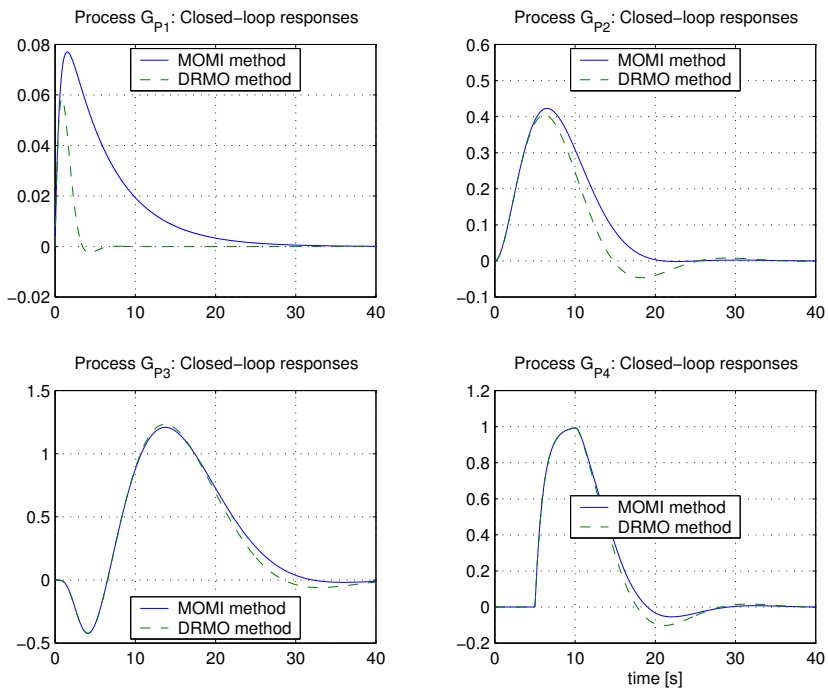 Process G_P1: Closed−loop responses
0.08
0.06
0.04
0.02
0
−0.02
0 10 20 30 40
MOMI method
DRMO method
Process G_P2: Closed−loop responses
0.6
0.5
0.4
0.3
0.2
0.1
0
−0.1
0 10 20 30 40
MOMI method
DRMO method
Process G_P3: Closed−loop responses
1.5
1
0.5
0
−0.5
0 10 20 30 40
MOMI method
DRMO method
Process G_P4: Closed−loop responses
1.2
1
0.8
0.6
0.4
0.2
0
−0.2
0 10 20 30 40
MOMI method
DRMO method
time [s]